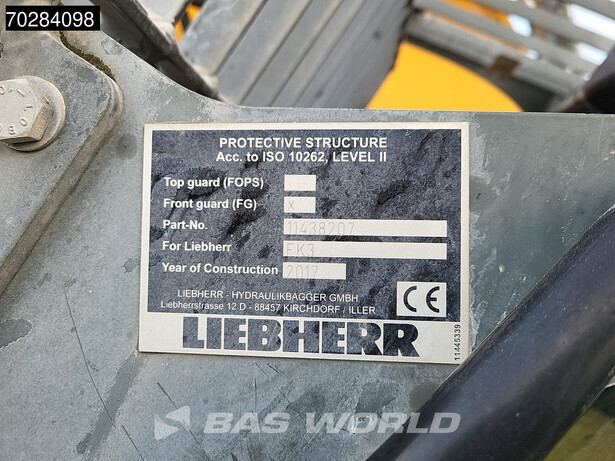 70284098
PROTECTIVE STRUCTURE
Acc. to ISO 10262, LEVEL II
Top guard (FOPS)
Front guard (FG) x
Part-No. 11438207
For Liebherr FK3
Year of Construction 2017
LIEBHERR - HYDRAULIKBAGGER GMBH
Liebherrstrasse 12 D - 88457 KIRCHDORF / ILLER
CE
LIEBHERR
11445339
BAS WORLD